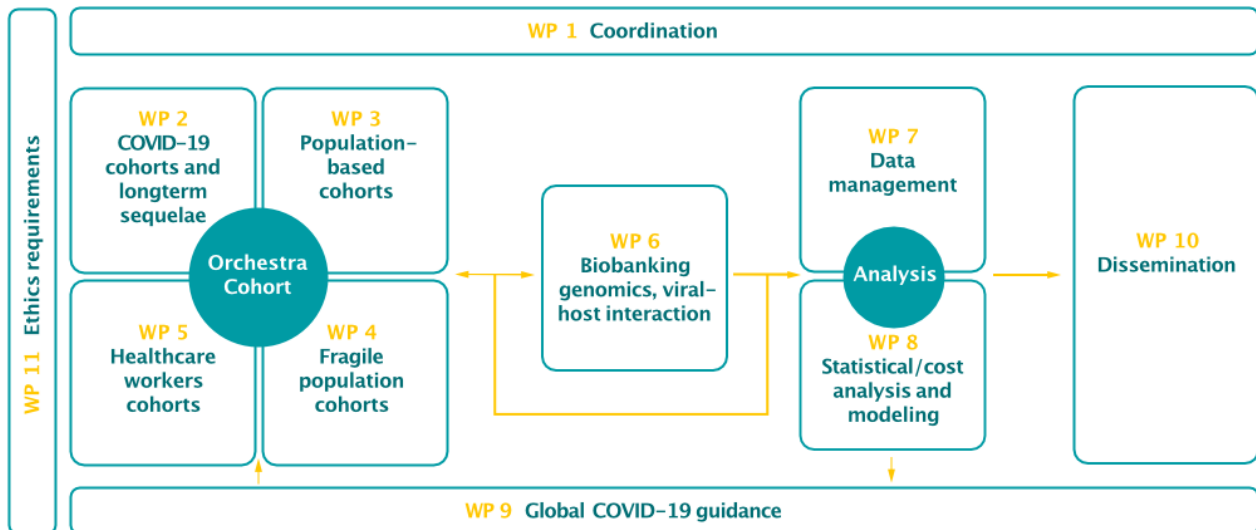 WP 1 Coordination
WP 11 Ethics requirements
WP 2
COVID-19
cohorts and
longterm
sequelae
WP 3
Population-
based
cohorts
Orchestra
Cohort
WP 5
Healthcare
workers
cohorts
WP 4
Fragile
population
cohorts
WP 6
Biobanking
genomics, viral-
host interaction
WP 7
Data
management
Analysis
WP 8
Statistical/cost
analysis and
modeling
WP 10
Dissemination
WP 9 Global COVID-19 guidance